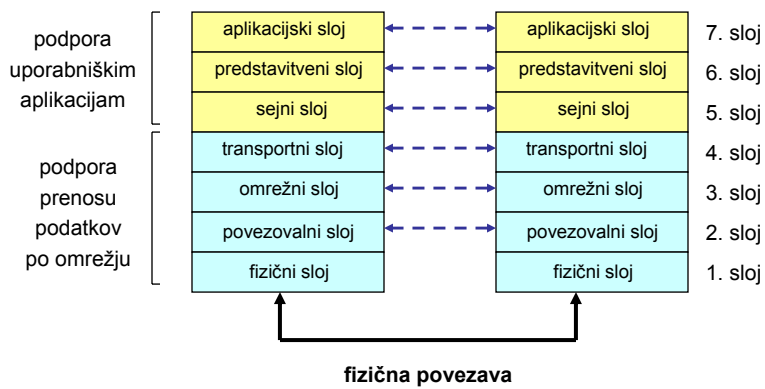 podpora
uporabniškim
aplikacijam
aplikacijski sloj
aplikacijski sloj
7. sloj
predstavitveni sloj
predstavitveni sloj
6. sloj
sejni sloj
sejni sloj
5. sloj
podpora
prenosu
podatkov
po omrežju
transportni sloj
transportni sloj
4. sloj
omrežni sloj
omrežni sloj
3. sloj
povezovalni sloj
povezovalni sloj
2. sloj
fizični sloj
fizični sloj
1. sloj
fizična povezava